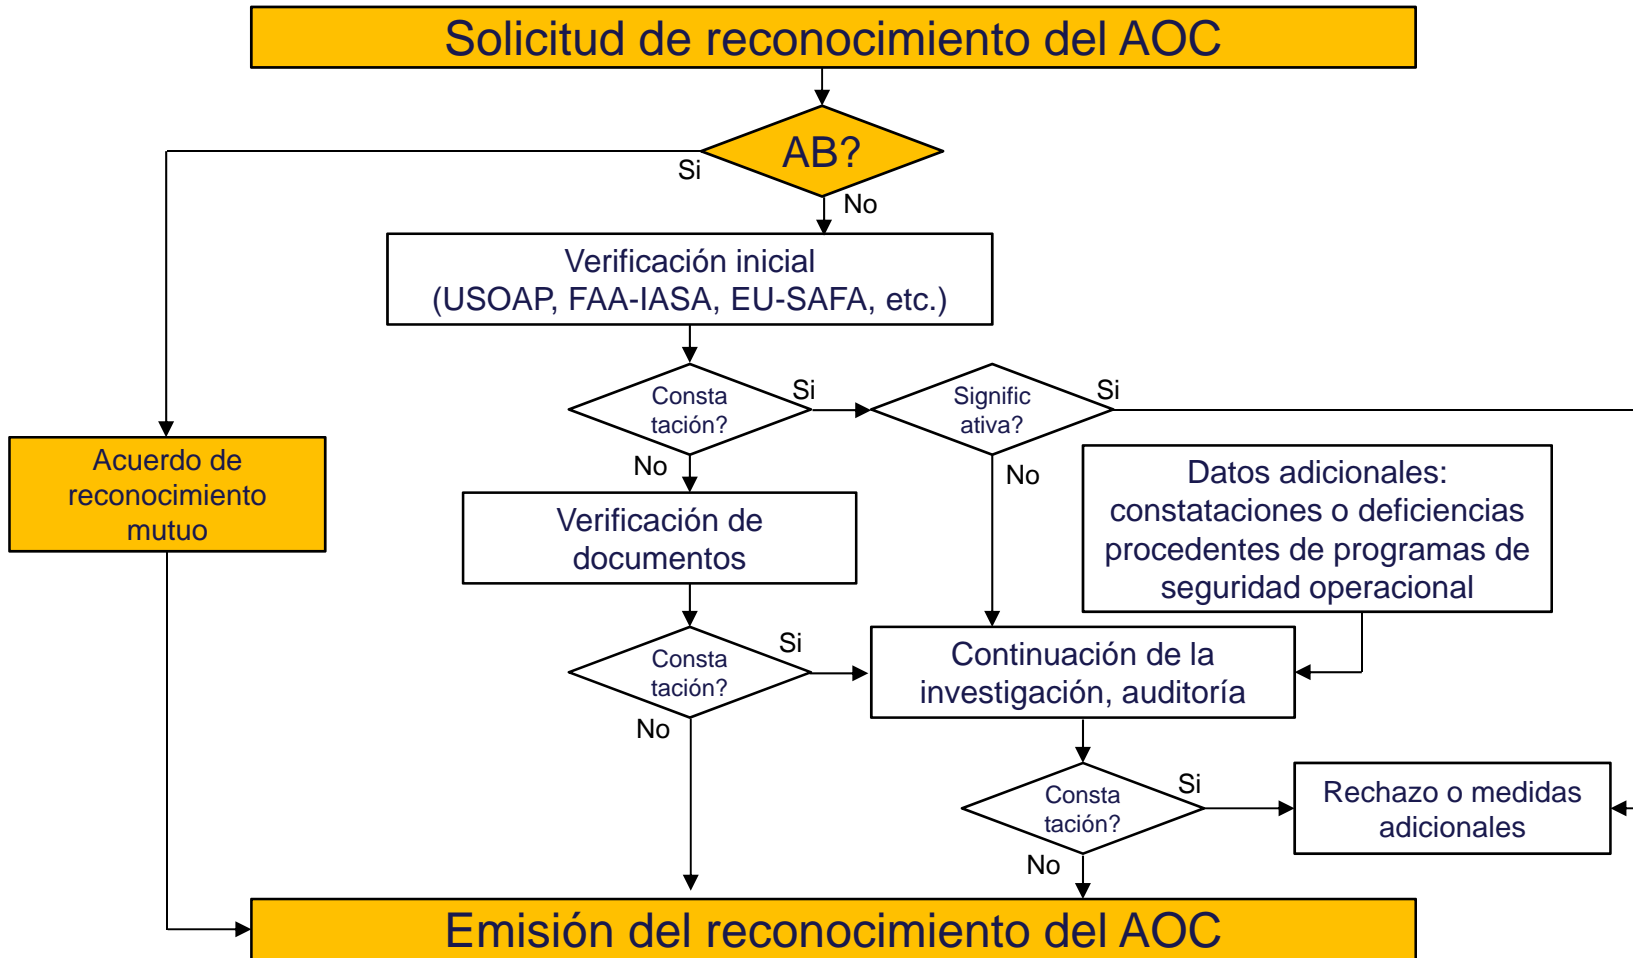 Solicitud de reconocimiento del AOC
AB?
Si
No
Verificación inicial
(USOAP, FAA-IASA, EU-SAFA, etc.)
Consta
tación?
Si
Signific
ativa?
Si
No
No
Acuerdo de
reconocimiento
mutuo
Verificación de
documentos
Datos adicionales:
constataciones o deficiencias
procedentes de programas de
seguridad operacional
Consta
tación?
Si
No
Continuación de la
investigación, auditoría
Consta
tación?
Si
No
Rechazo o medidas
adicionales
Emisión del reconocimiento del AOC